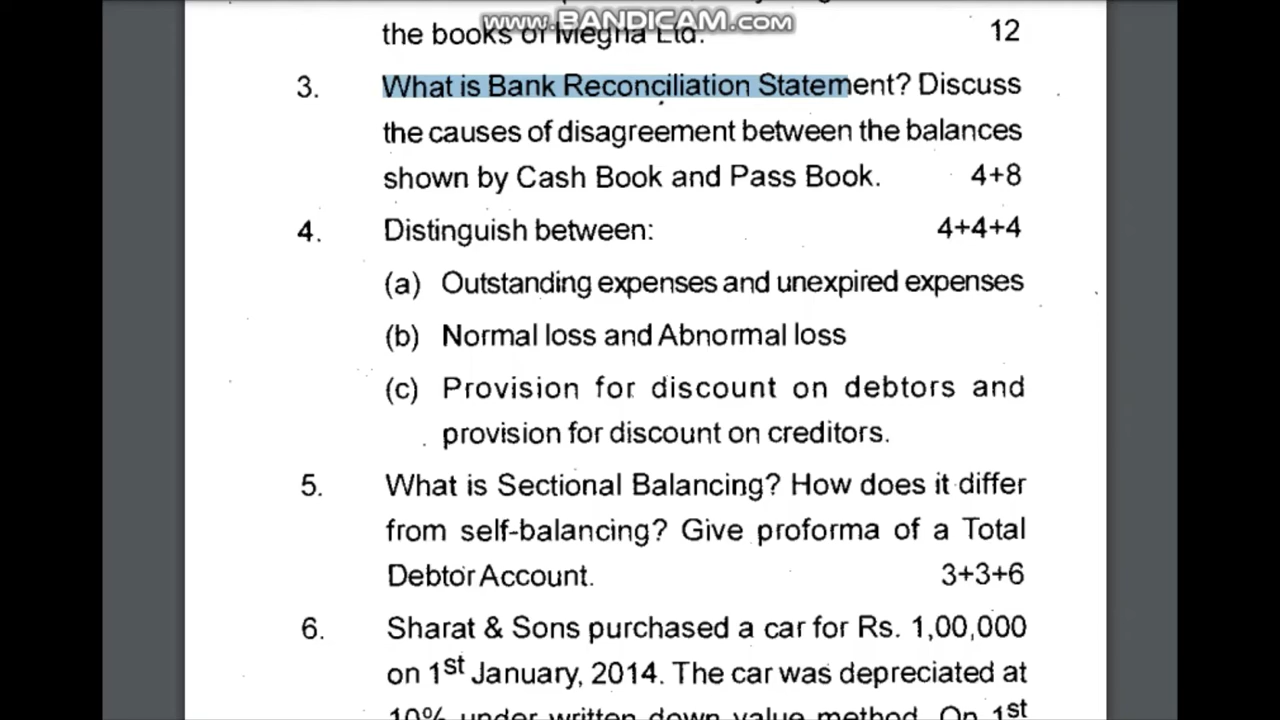 www.BANDICAM.com
the books of Megha Ltd. 12
3. What is Bank Reconciliation Statement? Discuss
the causes of disagreement between the balances
shown by Cash Book and Pass Book. 4+8
4. Distinguish between: 4+4+4
(a) Outstanding expenses and unexpired expenses
(b) Normal loss and Abnormal loss
(c) Provision for discount on debtors and
provision for discount on creditors.
5. What is Sectional Balancing? How does it differ
from self-balancing? Give proforma of a Total
Debtor Account. 3+3+6
6. Sharat & Sons purchased a car for Rs. 1,00,000
on 1st January, 2014. The car was depreciated at
10% under written down value method. On 1st